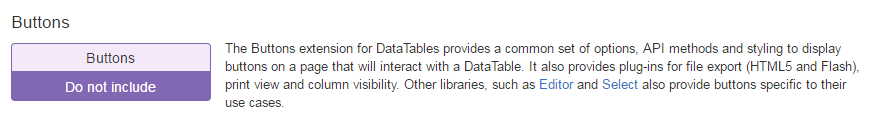 Buttons
Buttons
Do not include
The Buttons extension for DataTables provides a common set of options, API methods and styling to display
buttons on a page that will interact with a DataTable. It also provides plug-ins for file export (HTML5 and Flash),
print view and column visibility. Other libraries, such as Editor and Select also provide buttons specific to their
use cases.